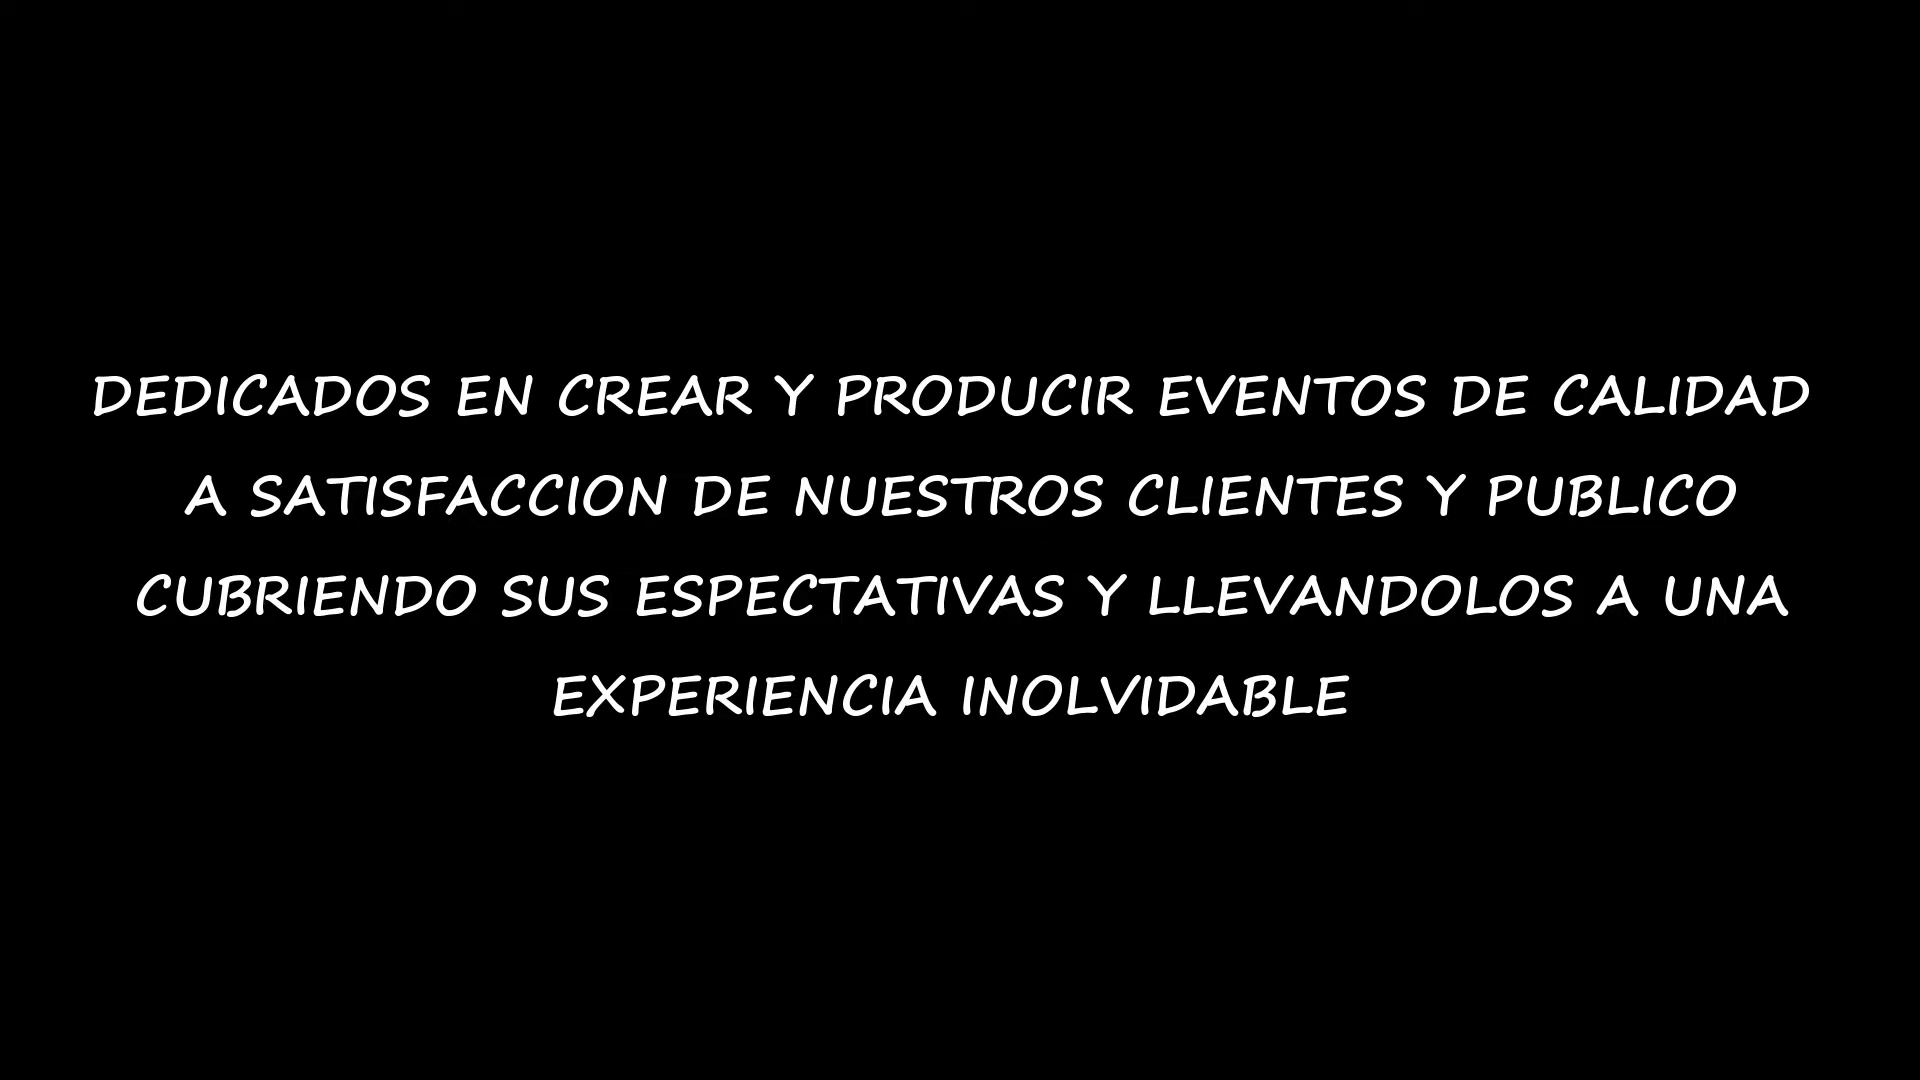 DEDICADOS EN CREAR Y PRODUCIR EVENTOS DE CALIDAD
A SATISFACCION DE NUESTROS CLIENTES Y PUBLICO
CUBRIENDO SUS ESPECTATIVAS Y LLEVANDOLOS A UNA
EXPERIENCIA INOLVIDABLE